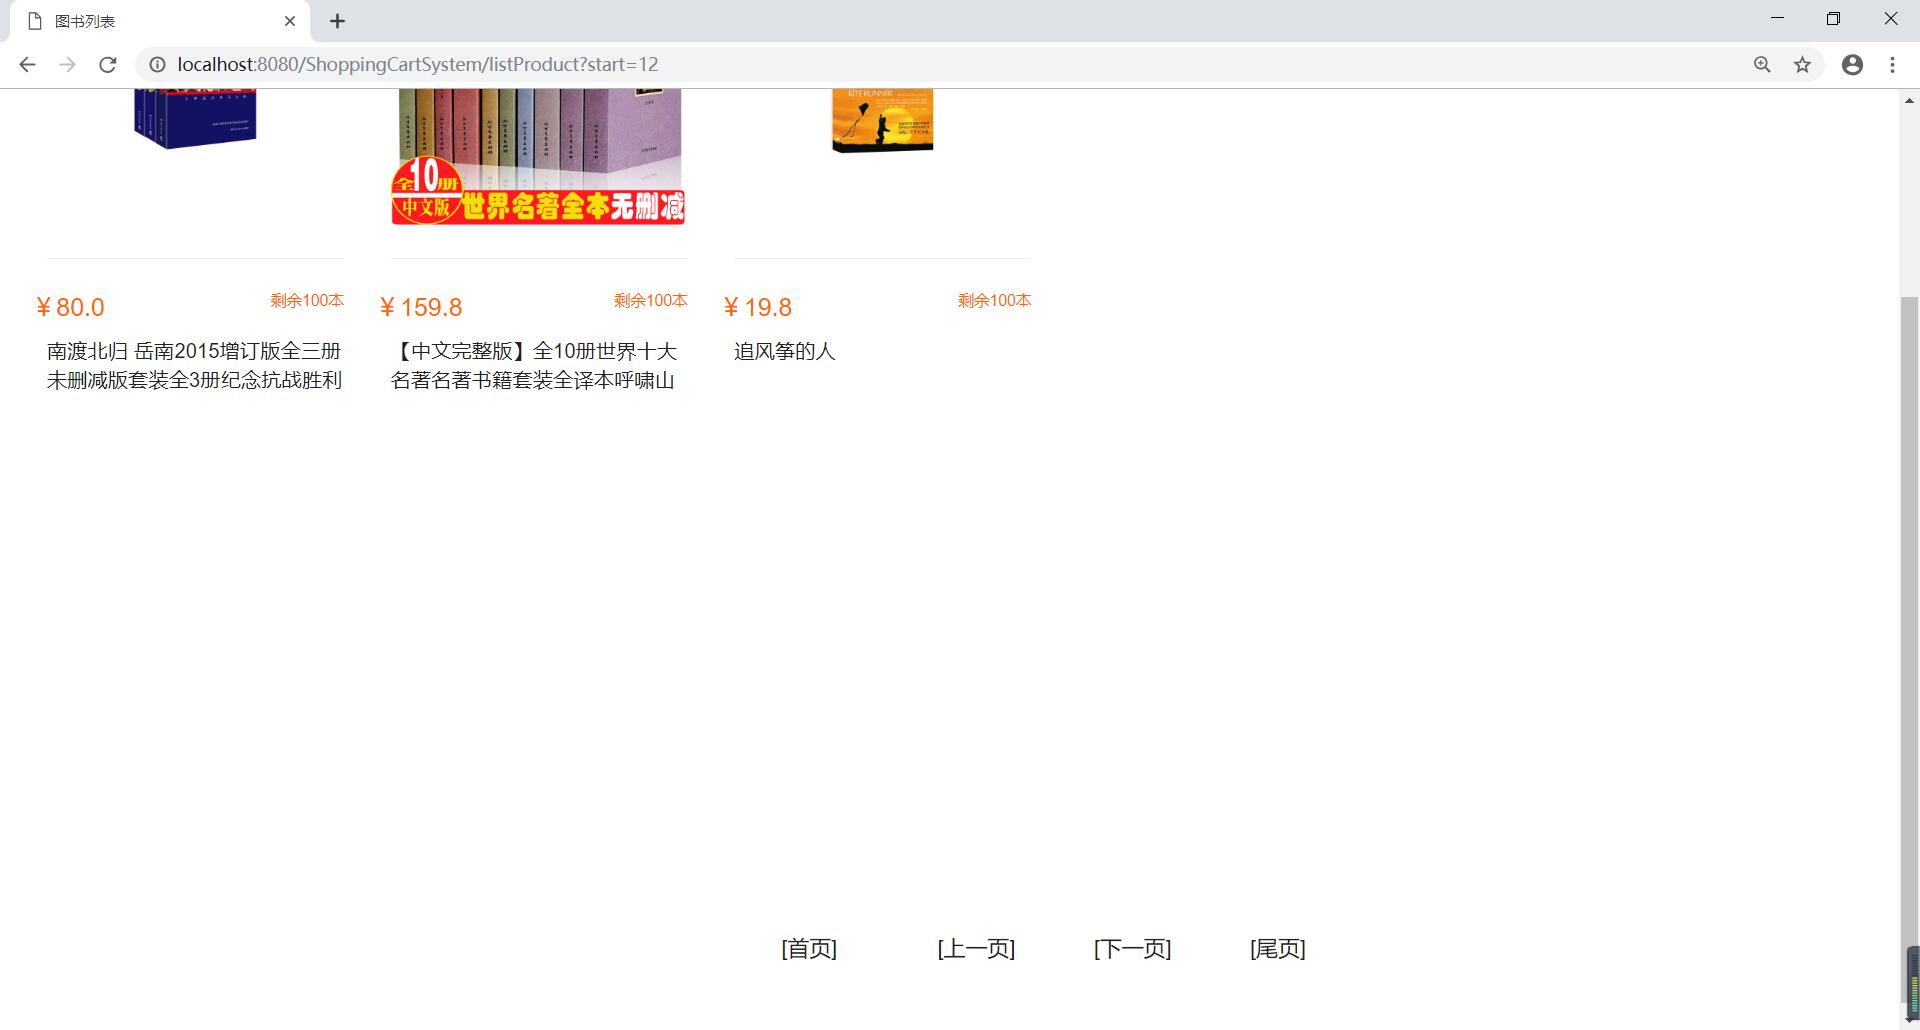 图书列表
localhost:8080/ShoppingCartSystem/listProduct?start=12
KITE RUNNER
全10册
中文版
世界名著全本无删减
¥ 80.0
剩余100本
¥ 159.8
剩余100本
¥ 19.8
剩余100本
南渡北归 岳南2015增订版全三册
未删减版套装全3册纪念抗战胜利
【中文完整版】全10册世界十大
名著名著书籍套装全译本呼啸山
追风筝的人
[首页]
[上一页]
[下一页]
[尾页]